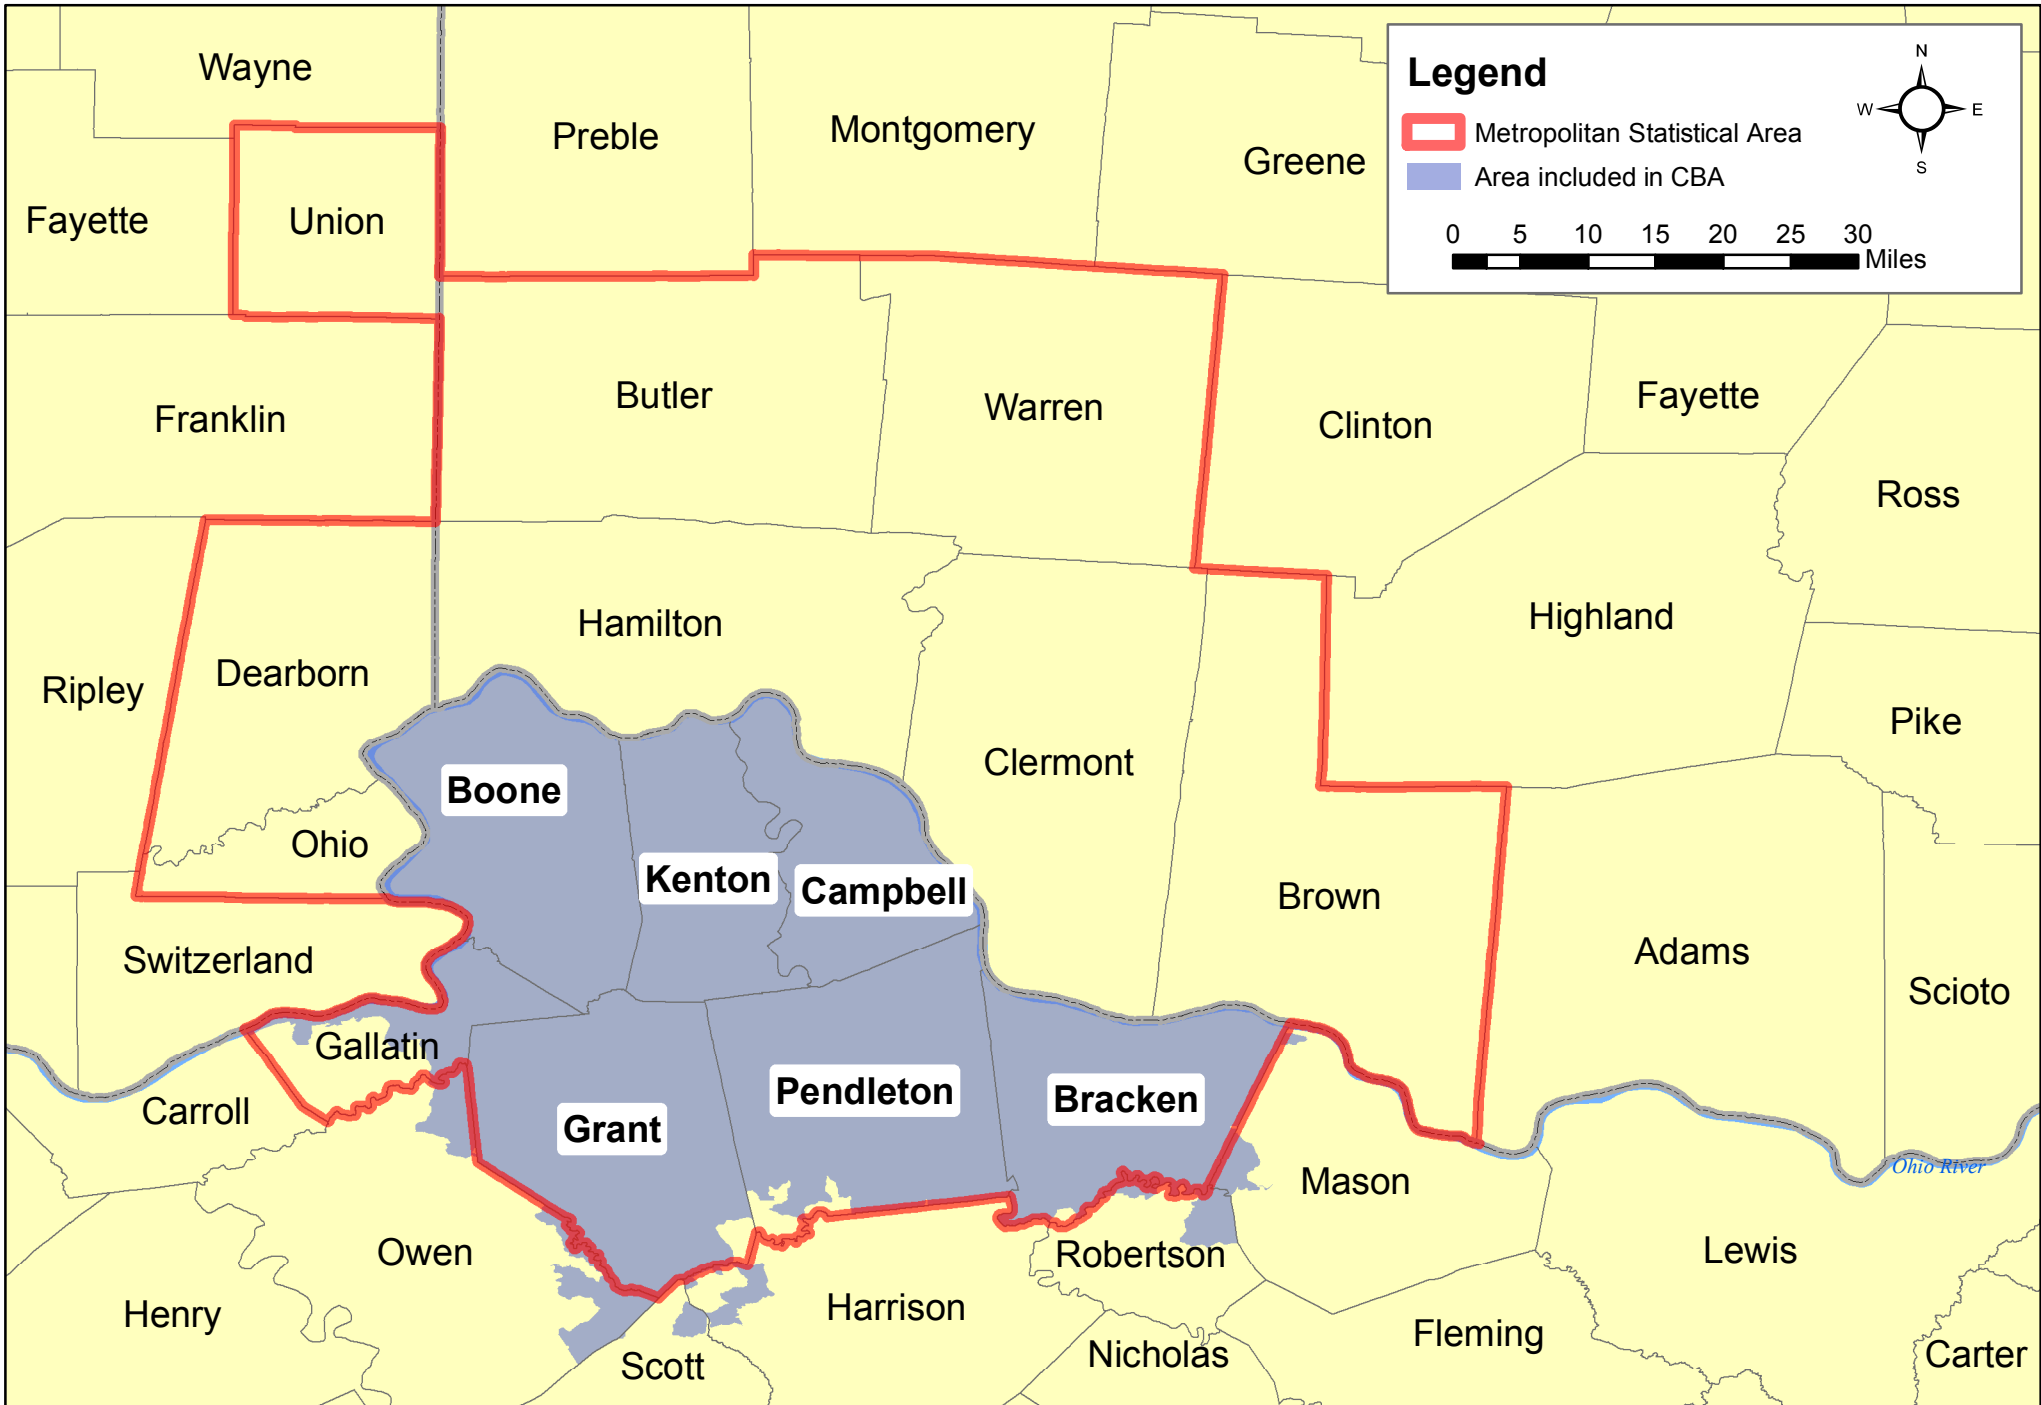 Wayne
Preble
Montgomery
Greene
Fayette
Union
Legend
N
W
E
S
Metropolitan Statistical Area
Area included in CBA
0 5 10 15 20 25 30
Miles
Franklin
Butler
Warren
Clinton
Fayette
Ross
Ripley
Dearborn
Hamilton
Highland
Pike
Boone
Clermont
Ohio
Kenton
Campbell
Brown
Switzerland
Adams
Scioto
Gallatin
Carroll
Grant
Pendleton
Bracken
Mason
Ohio River
Owen
Robertson
Lewis
Henry
Harrison
Scott
Nicholas
Fleming
Carter